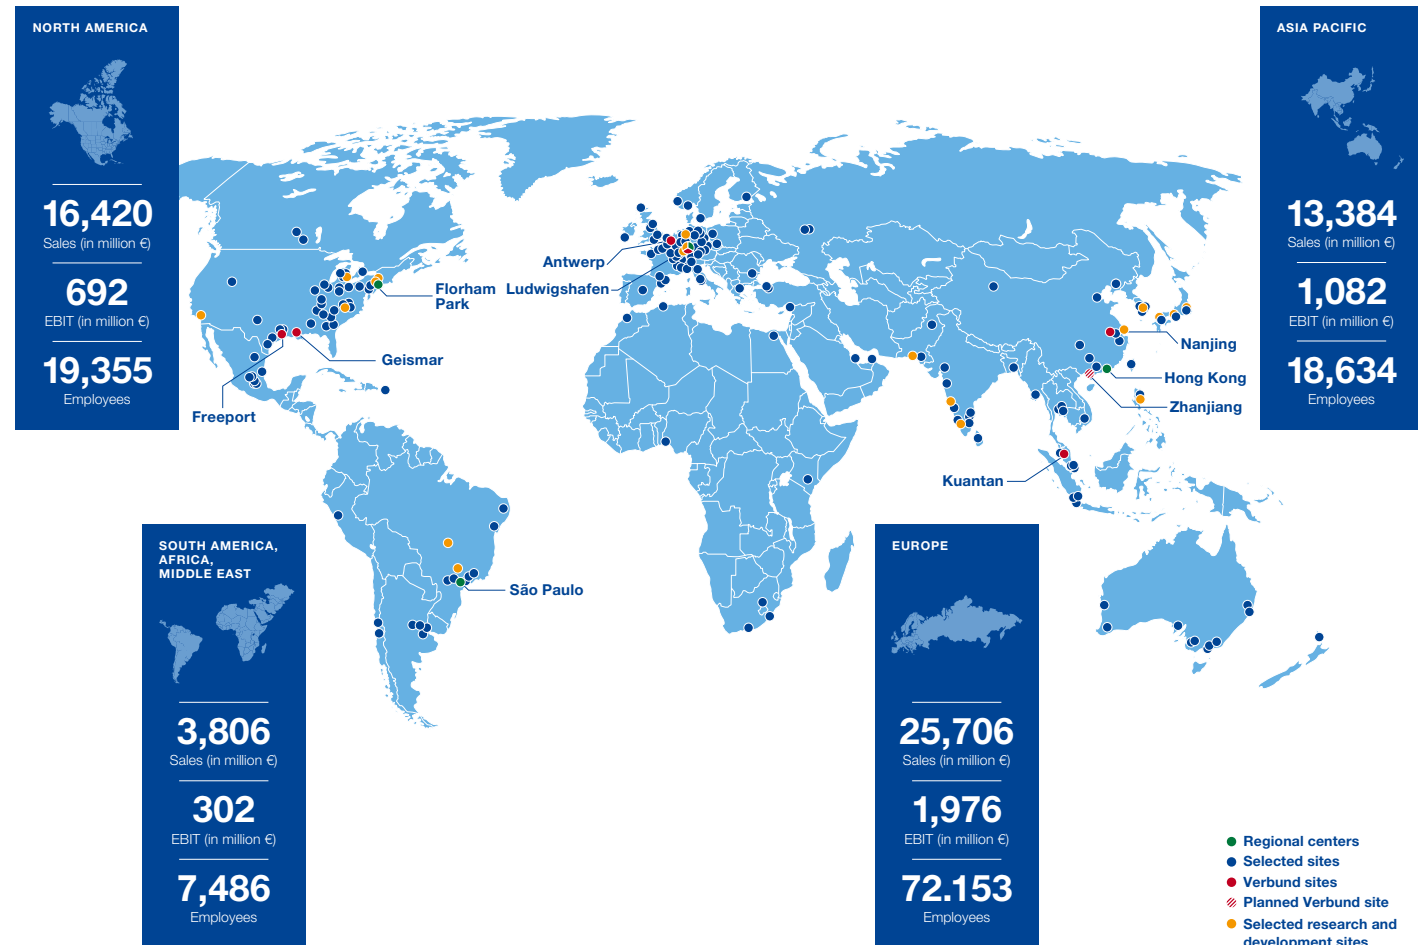 NORTH AMERICA
16,420
Sales (in million €)
692
EBIT (in million €)
19,355
Employees
ASIA PACIFIC
13,384
Sales (in million €)
1,082
EBIT (in million €)
18,634
Employees
Antwerp
Ludwigshafen
Florham
Park
Geismar
Freeport
Nanjing
Hong Kong
Zhanjiang
Kuantan
São Paulo
SOUTH AMERICA,
AFRICA,
MIDDLE EAST
3,806
Sales (in million €)
302
EBIT (in million €)
7,486
Employees
EUROPE
25,706
Sales (in million €)
1,976
EBIT (in million €)
72.153
Employees
Regional centers
Selected sites
Verbund sites
Planned Verbund site
Selected research and
development sites